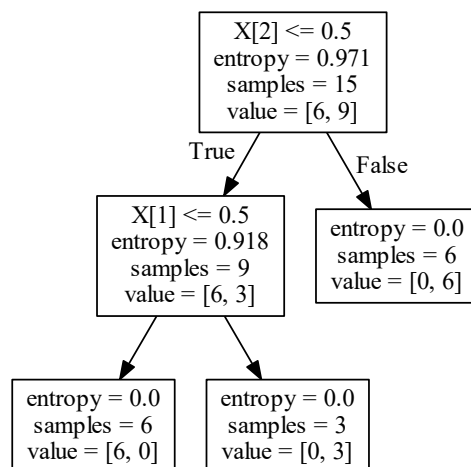 X[2] <= 0.5
entropy = 0.971
samples = 15
value = [6, 9]
True
False
X[1] <= 0.5
entropy = 0.918
samples = 9
value = [6, 3]
entropy = 0.0
samples = 6
value = [0, 6]
entropy = 0.0
samples = 6
value = [6, 0]
entropy = 0.0
samples = 3
value = [0, 3]